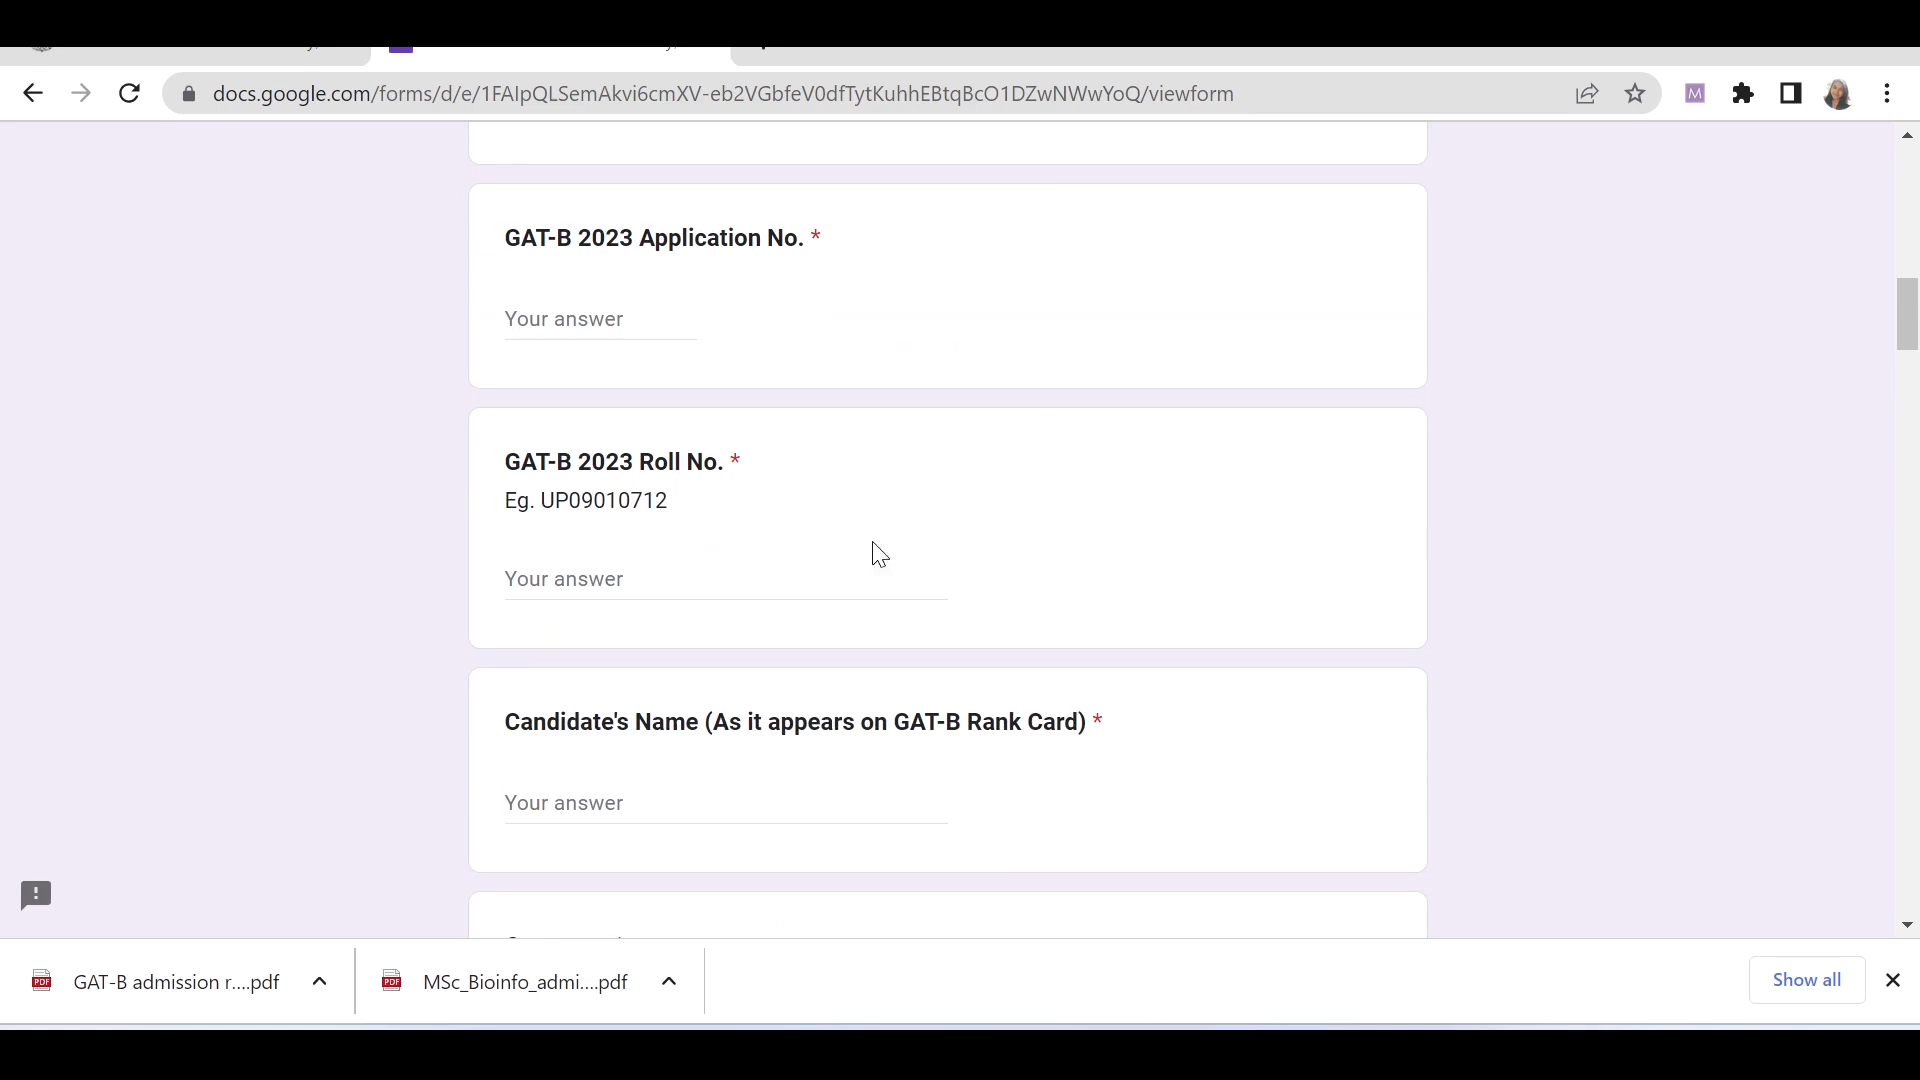 docs.google.com/forms/d/e/1FAIpQLSemAkvi6cmXV-eb2VGbfeV0dfTytKuhhEBtqBcO1DZwNWwYoQ/viewform
M
GAT-B 2023 Application No. *
Your answer
GAT-B 2023 Roll No. *
Eg. UP09010712
Your answer
Candidate's Name (As it appears on GAT-B Rank Card) *
Your answer
PDF GAT-B admission r....pdf
PDF MSc_Bioinfo_admi....pdf
Show all